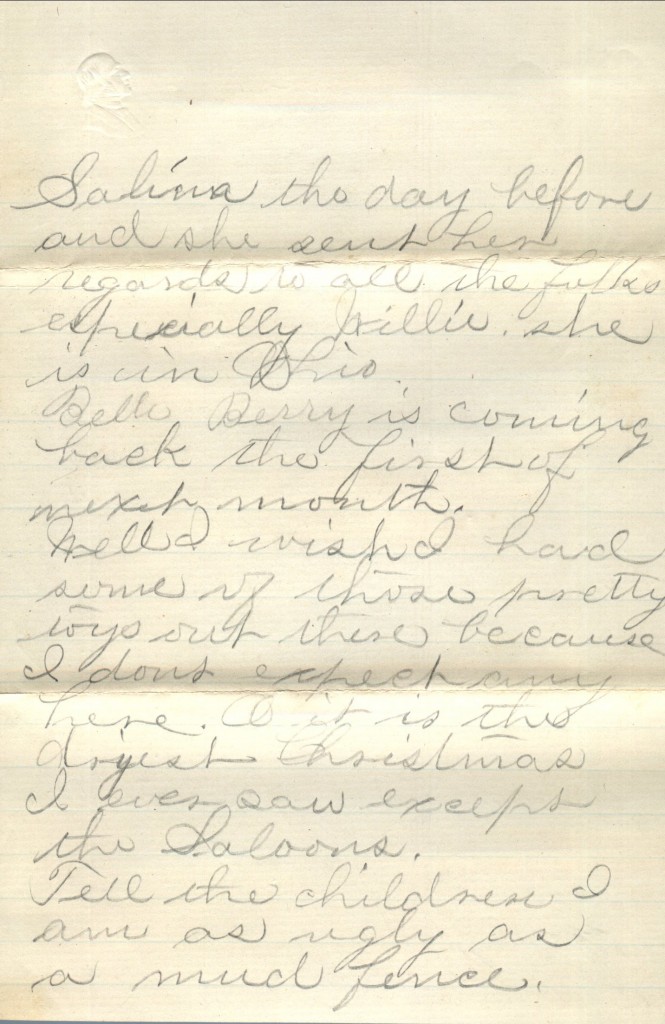 Salina the day before
and she sent her
regards to all the folks
especially Willie. she
is in Ohio.
Belle Berry is coming
back the first of
next month.
Well I wish I had
some of those pretty
toys out there because
I dont expect any
here. O it is the
dryest Christmas
I ever saw except
the Saloons.
Tell the children I
am as ugly as
a mud fence.